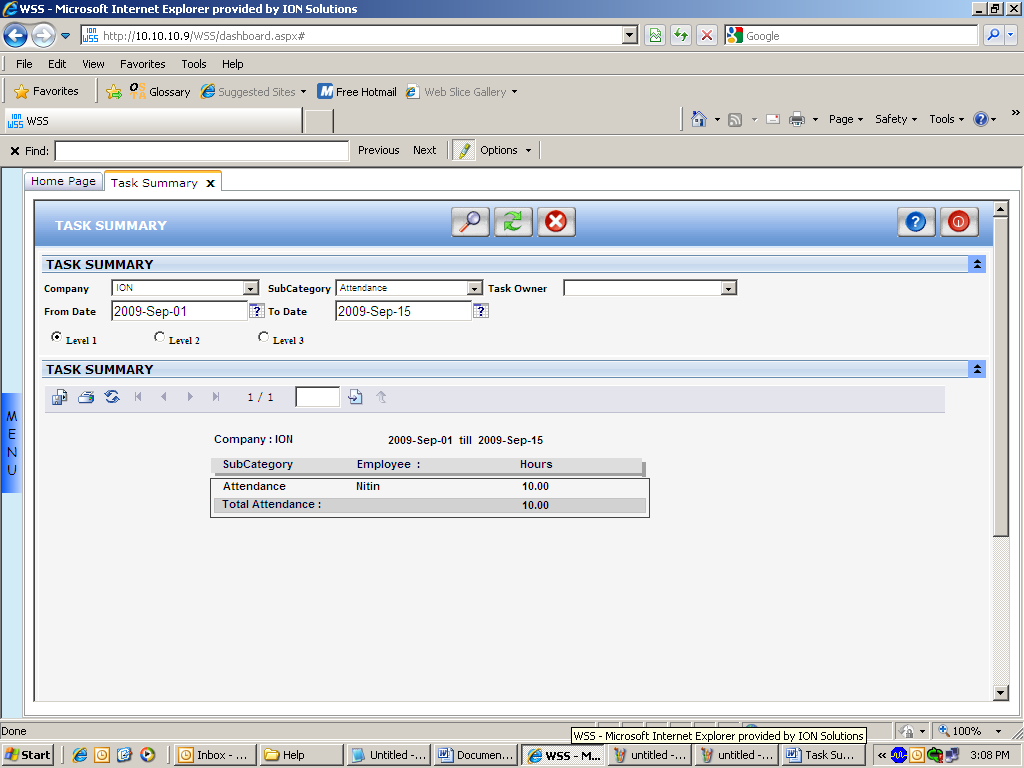 WSS - Microsoft Internet Explorer provided by ION Solutions
ION WSS http://10.10.10.9/WSS/dashboard.aspx# Google
File Edit View Favorites Tools Help
Favorites Glossary Suggested Sites Free Hotmail Web Slice Gallery
ION WSS WSS Page Safety Tools »
x Find: Previous Next Options
Home Page Task Summary x
TASK SUMMARY
TASK SUMMARY
Company ION SubCategory Attendance Task Owner
From Date 2009-Sep-01 ? To Date 2009-Sep-15 ?
Level 1 Level 2 Level 3
TASK SUMMARY
1 / 1
MENU
Company : ION 2009-Sep-01 till 2009-Sep-15
SubCategory Employee : Hours
Attendance Nitin 10.00
Total Attendance : 10.00
Done 100%
WSS - Microsoft Internet Explorer provided by ION Solutions
Start Inbox - ... Help Untitled -... Documen... WSS - M... untitled -... untitled -... Task Su... « 3:08 PM